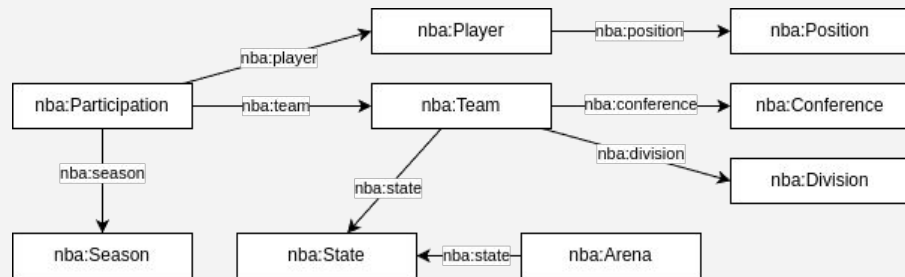 nba:Player
nba:position
nba:Position
nba:player
nba:Participation
nba:team
nba:Team
nba:conference
nba:Conference
nba:division
nba:season
nba:state
nba:Division
nba:Season
nba:State
nba:state
nba:Arena